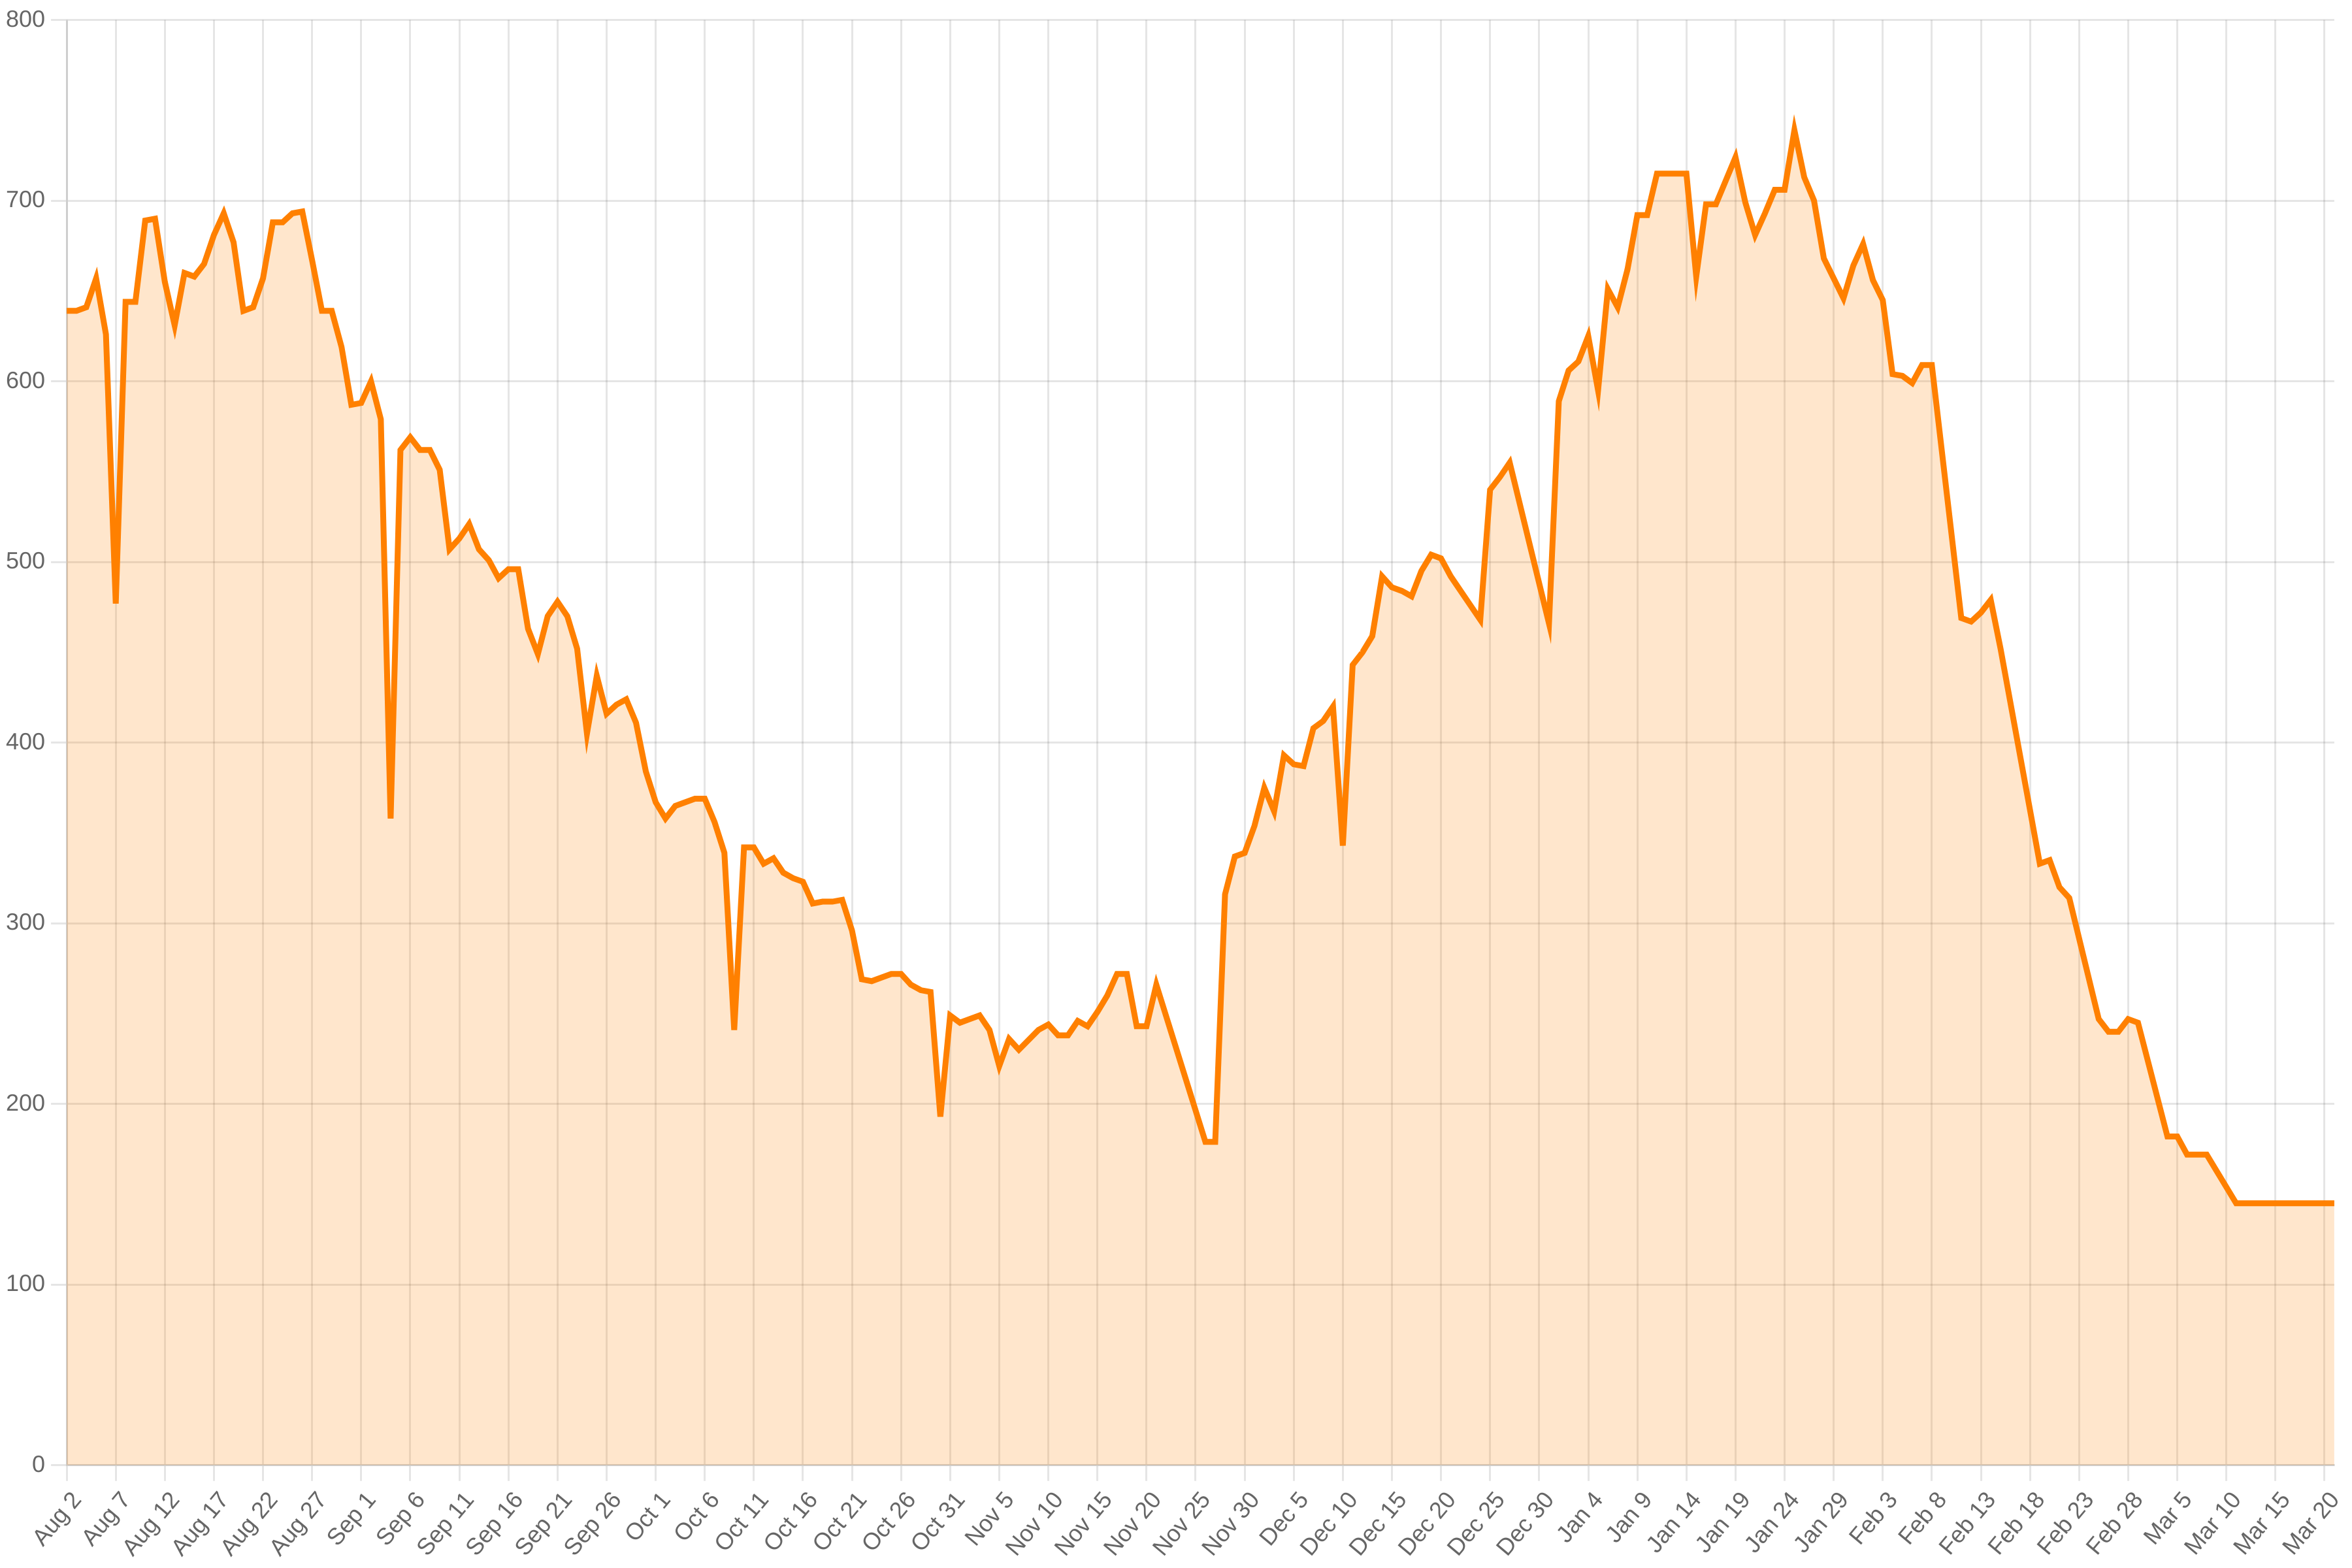 800
700
600
500
400
300
200
100
0
Aug 2
Aug 7
Aug 12
Aug 17
Aug 22
Aug 27
Sep 1
Sep 6
Sep 11
Sep 16
Sep 21
Sep 26
Oct 1
Oct 6
Oct 11
Oct 16
Oct 21
Oct 26
Oct 31
Nov 5
Nov 10
Nov 15
Nov 20
Nov 25
Nov 30
Dec 5
Dec 10
Dec 15
Dec 20
Dec 25
Dec 30
Jan 4
Jan 9
Jan 14
Jan 19
Jan 24
Jan 29
Feb 3
Feb 8
Feb 13
Feb 18
Feb 23
Feb 28
Mar 5
Mar 10
Mar 15
Mar 20